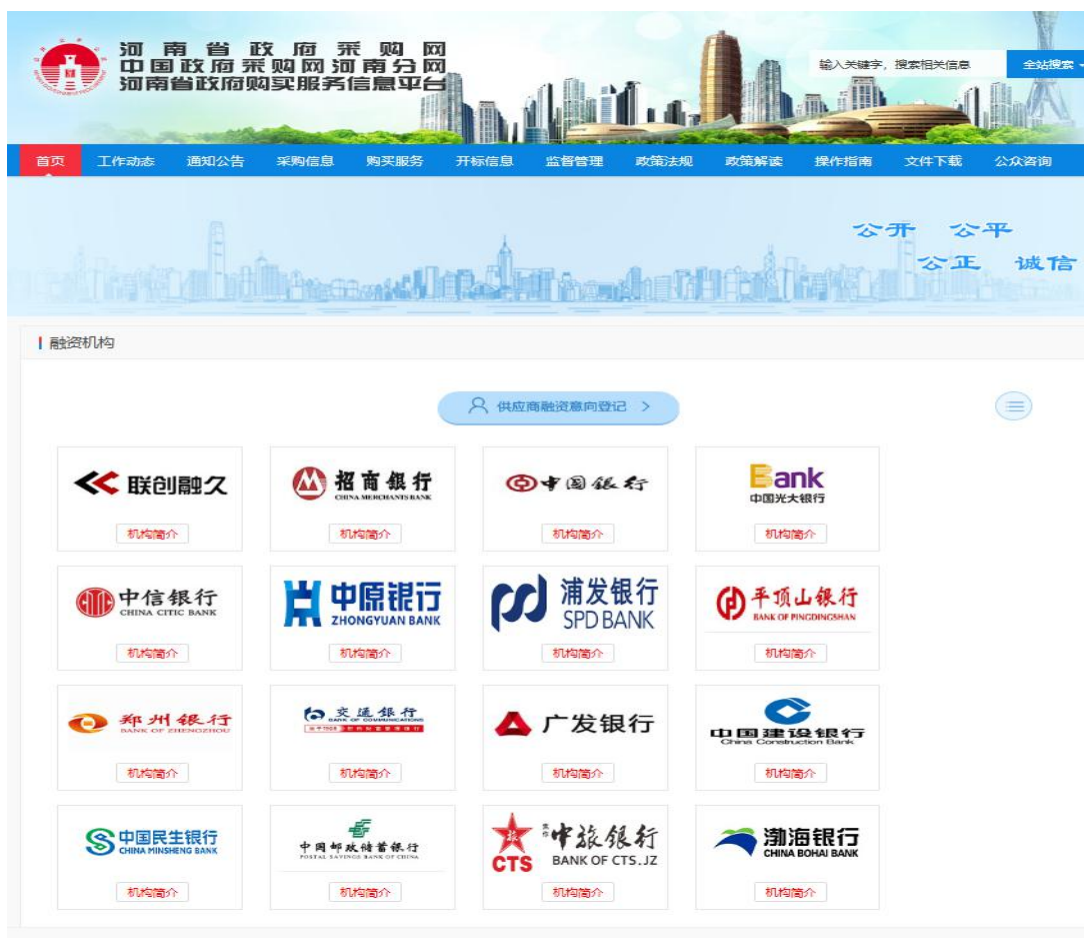 河南省政府采购网
中国政府采购网河南分网
河南省政府购买服务信息平台
输入关键字，搜索相关信息 全站搜索
首页 工作动态 通知公告 采购信息 购买服务 开标信息 监督管理 政策法规 政策解读 操作指南 文件下载 公众咨询
公开 公平
公正 诚信
融资机构
供应商融资意向登记 >
联创融久
机构简介
招商银行
CHINA MERCHANTS BANK
机构简介
中国银行
机构简介
Bank
中国光大银行
机构简介
中信银行
CHINA CITIC BANK
机构简介
中原银行
ZHONGYUAN BANK
机构简介
浦发银行
SPD BANK
机构简介
平顶山银行
BANK OF PINGDINGSHAN
机构简介
郑州银行
BANK OF ZHENGZHOU
机构简介
交通银行
BANK OF COMMUNICATIONS
机构简介
广发银行
机构简介
中国建设银行
China Construction Bank
机构简介
中国民生银行
CHINA MINSHENG BANK
机构简介
中国邮政储蓄银行
POSTAL SAVINGS BANK OF CHINA
机构简介
旅
CTS
焦作中旅银行
BANK OF CTS.JZ
机构简介
渤海银行
CHINA BOHAI BANK
机构简介